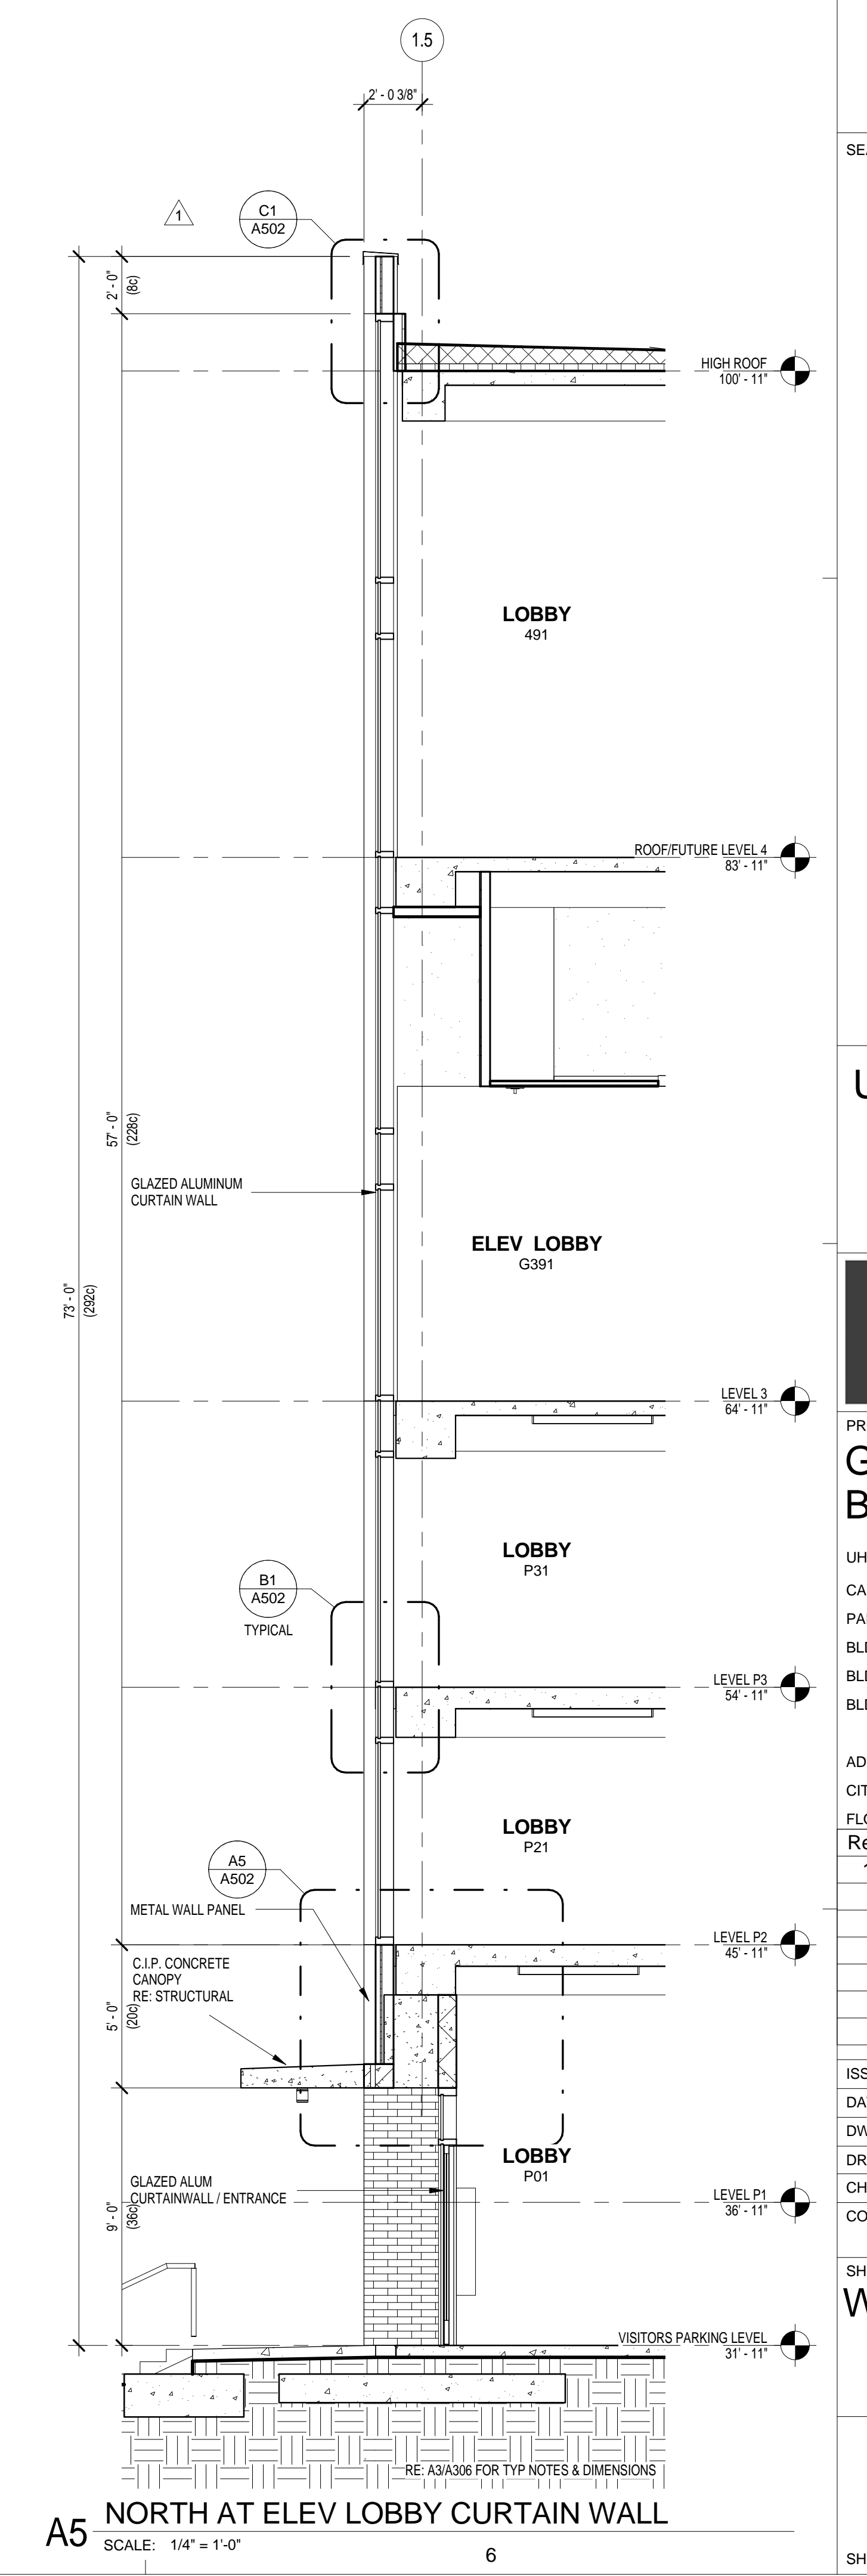 1.5
2' - 0 3/8"
SE
1
C1
A502
2' - 0"
(8c)
HIGH ROOF
100' - 11"
LOBBY
491
ROOF/FUTURE LEVEL 4
83' - 11"
U
57' - 0"
(228c)
GLAZED ALUMINUM
CURTAIN WALL
ELEV LOBBY
G391
73' - 0"
(292c)
LEVEL 3
64' - 11"
PR
G
B
LOBBY
P31
UH
B1
A502
TYPICAL
CA
PA
BL
BL
BL
LEVEL P3
54' - 11"
AD
CIT
FL
LOBBY
P21
Re
1
A5
A502
METAL WALL PANEL
LEVEL P2
45' - 11"
C.I.P. CONCRETE
CANOPY
RE: STRUCTURAL
5' - 0"
(20c)
ISS
DA
DW
DR
CH
CO
LOBBY
P01
GLAZED ALUM
CURTAINWALL / ENTRANCE
LEVEL P1
36' - 11"
9' - 0"
(36c)
SH
W
VISITORS PARKING LEVEL
31' - 11"
RE: A3/A306 FOR TYP NOTES & DIMENSIONS
A5 NORTH AT ELEV LOBBY CURTAIN WALL
SCALE: 1/4" = 1'-0"
6
SH